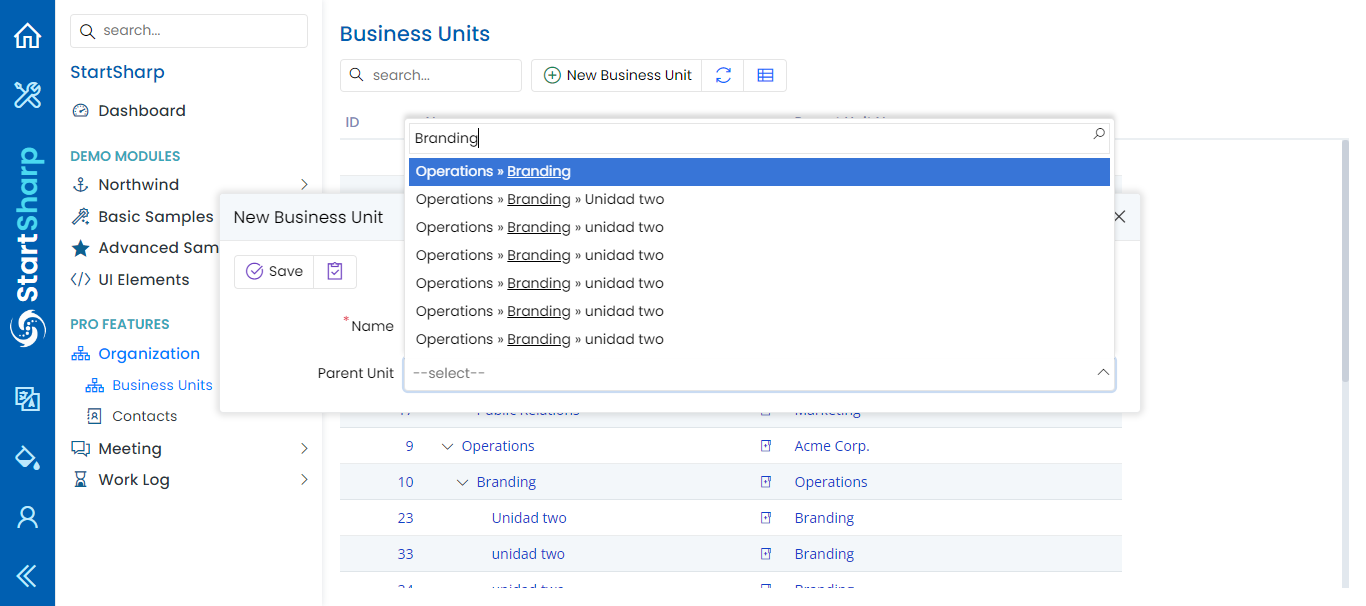 StartSharp
search...
StartSharp
Dashboard
DEMO MODULES
Northwind
Basic Samples
Advanced Sam
UI Elements
PRO FEATURES
Organization
Business Units
Contacts
Meeting
Work Log
Business Units
search...
New Business Unit
ID
Branding
Operations » Branding
Operations » Branding » Unidad two
Operations » Branding » unidad two
Operations » Branding » unidad two
Operations » Branding » unidad two
Operations » Branding » unidad two
Operations » Branding » unidad two
New Business Unit
Save
*Name
Parent Unit
--select--
Public Relations Marketing
9 Operations Acme Corp.
10 Branding Operations
23 Unidad two Branding
33 unidad two Branding
unidad two Branding